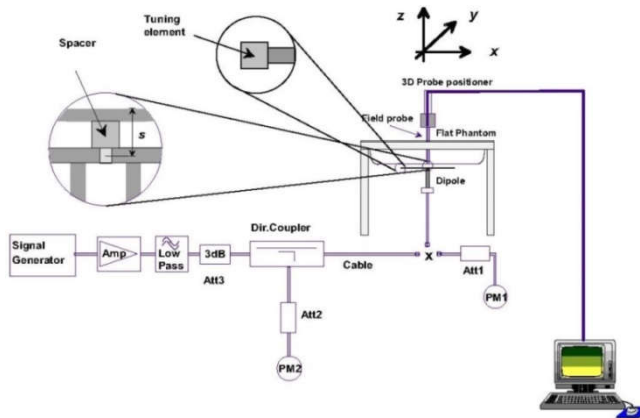 Tuning
element
Spacer
s
z
y
x
3D Probe positioner
Field probe
Flat Phantom
Dipole
Signal
Generator
Amp
Low
Pass
3dB
Att3
Dir.Coupler
Cable
x
Att1
PM1
Att2
PM2